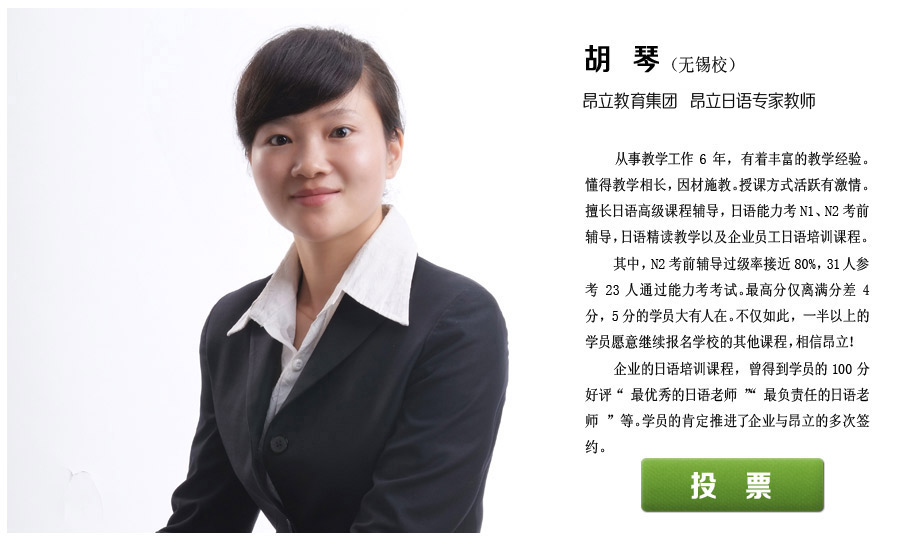 胡 琴（无锡校）
昂立教育集团 昂立日语专家教师
从事教学工作 6 年，有着丰富的教学经验。
懂得教学相长，因材施教。授课方式活跃有激情。
擅长日语高级课程辅导，日语能力考 N1、N2 考前
辅导，日语精读教学以及企业员工日语培训课程。
其中，N2 考前辅导过级率接近 80%，31 人参
考 23 人通过能力考考试。最高分仅离满分差 4
分，5 分的学员大有人在。不仅如此，一半以上的
学员愿意继续报名学校的其他课程，相信昂立！
企业的日语培训课程，曾得到学员的 100 分
好评“ 最优秀的日语老师 ”“ 最负责任的日语老
师 ” 等。学员的肯定推进了企业与昂立的多次签
约。
投 票